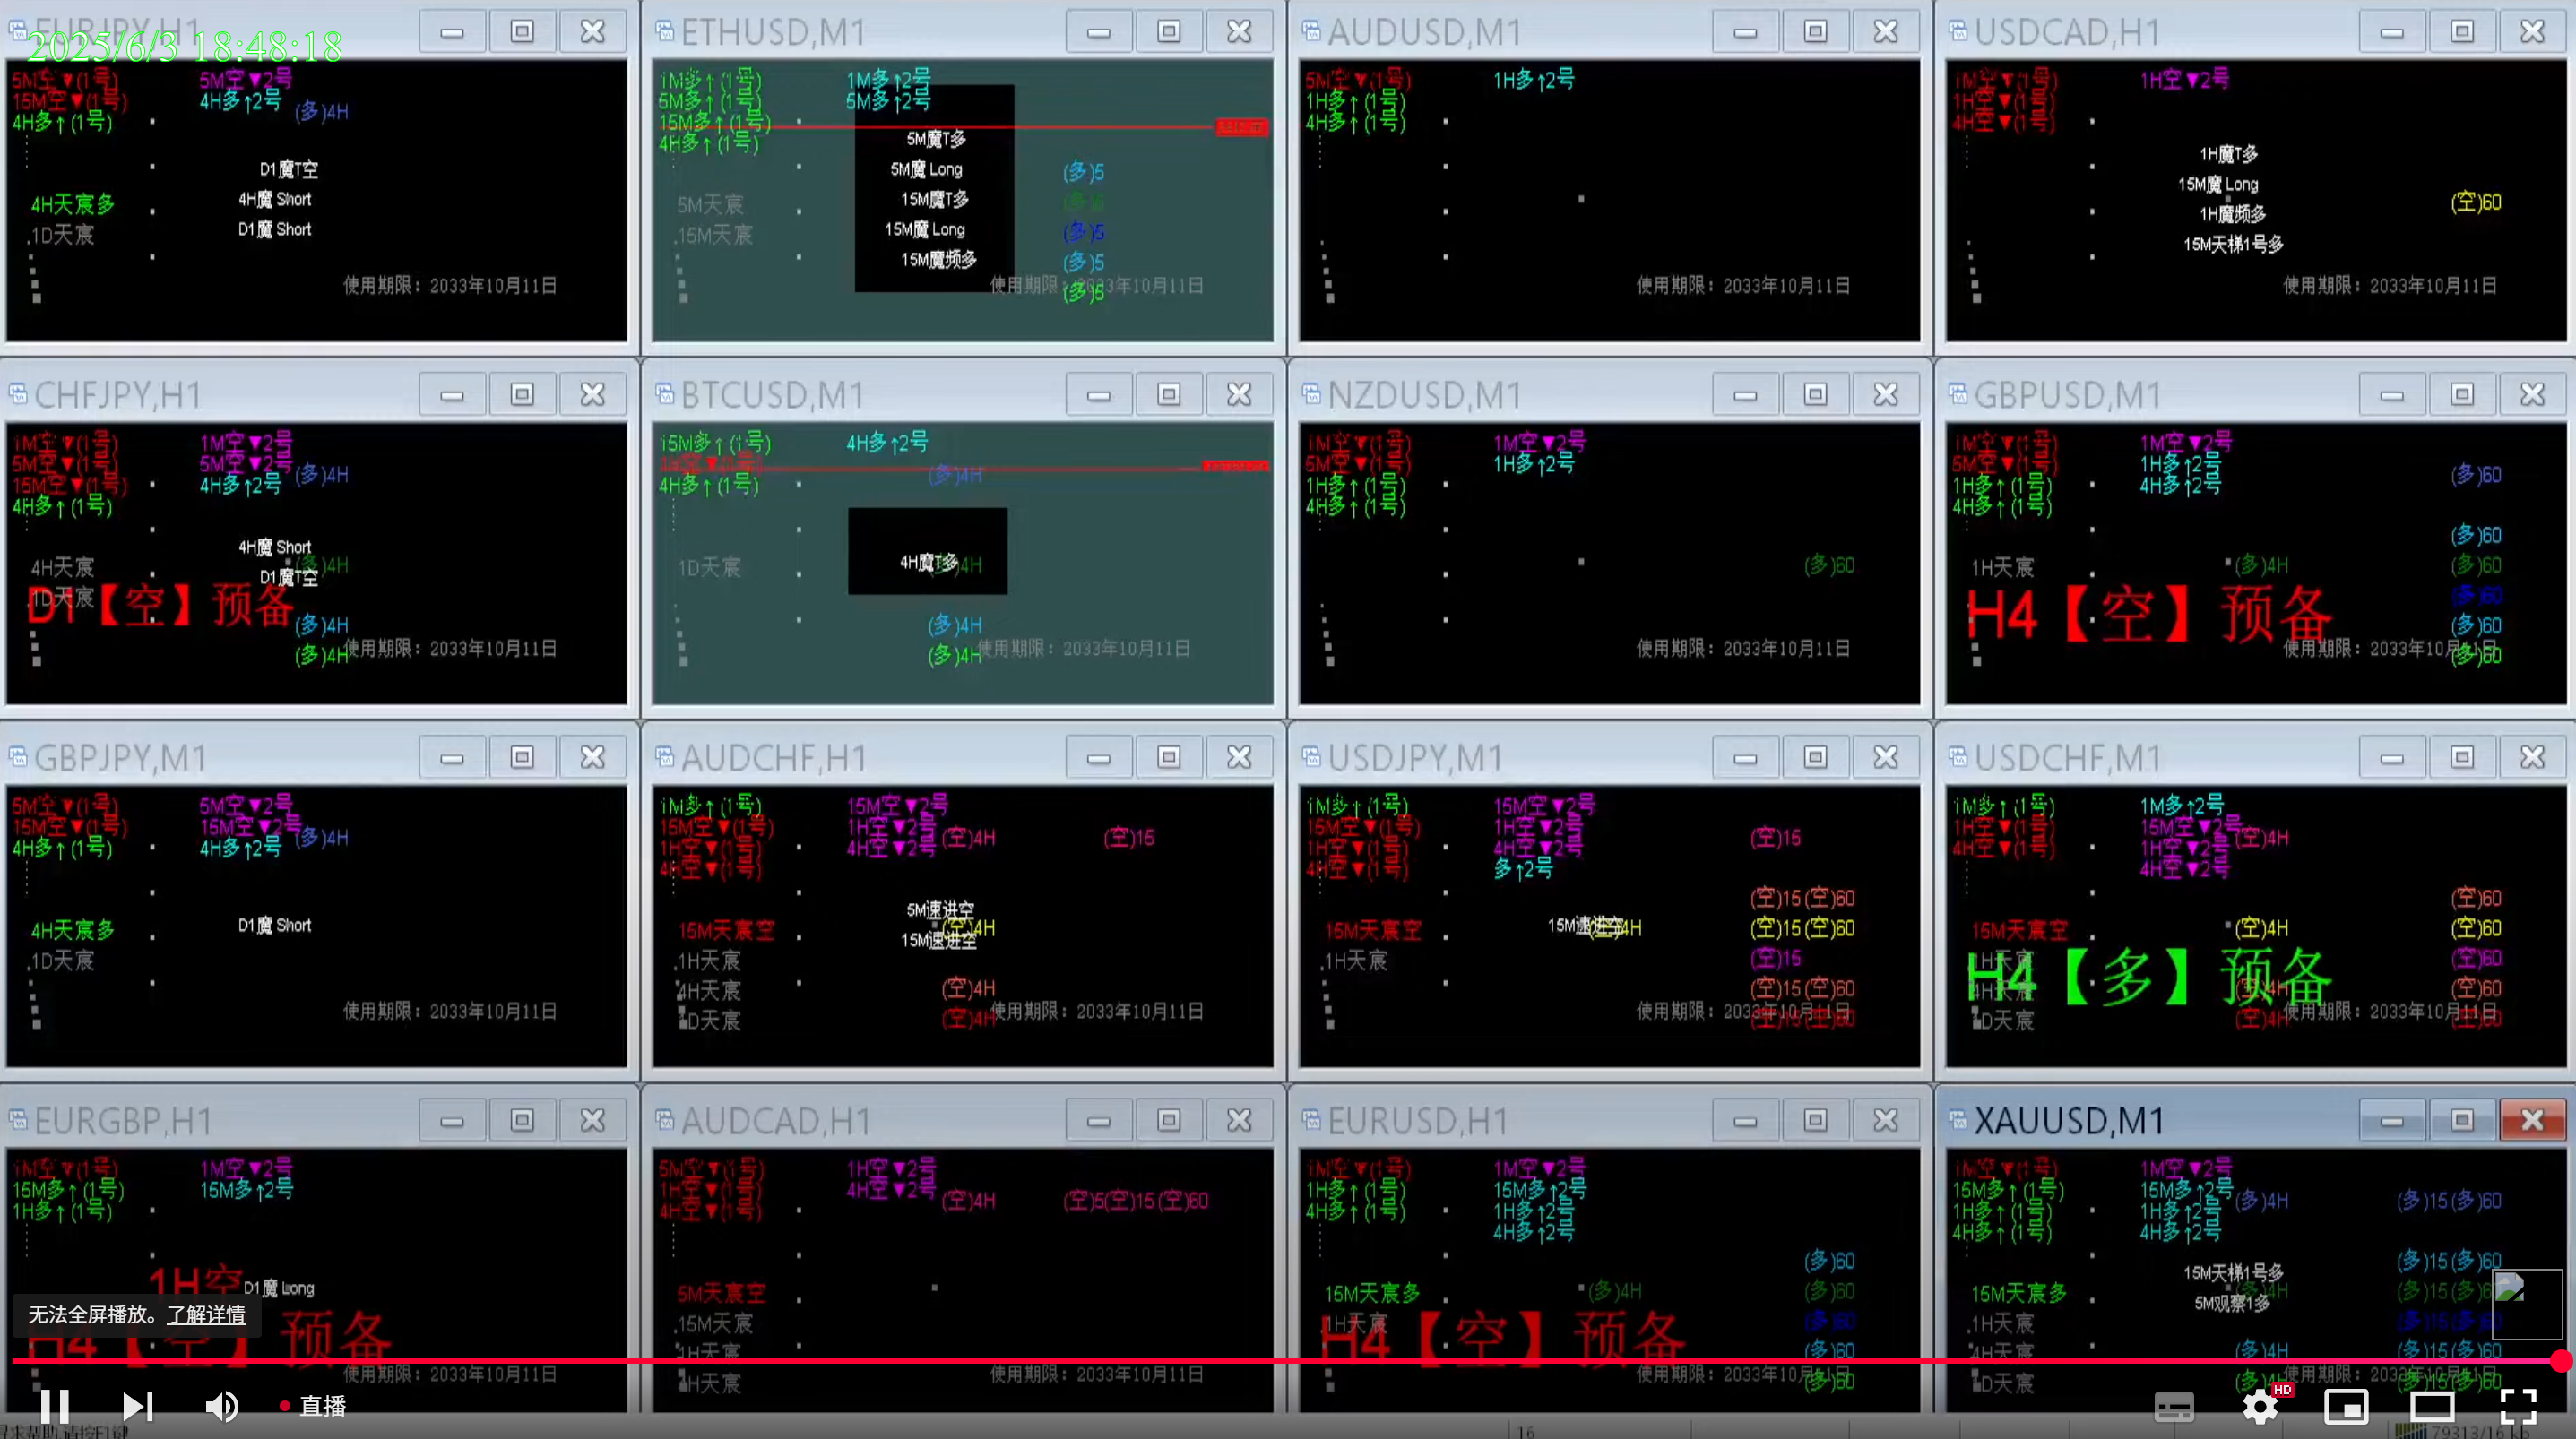 EURJPY,H1
2025/6/3 18:48:18
5M空▼(1号) 5M空▼2号
15M空▼(1号) 4H多↑2号 (多)4H
4H多↑(1号)
D1魔T空
4H天宸多 4H魔 Short
.1D天宸 D1魔 Short
使用期限：2033年10月11日
ETHUSD,M1
1M多↑(1号) 1M多↑2号
5M多↑(1号) 5M多↑2号
15M多↑(1号)
4H多↑(1号)
5M魔T多
5M魔 Long (多)5
5M天宸 15M魔T多
.15M天宸 15M魔 Long (多)5
15M魔频多 (多)5
使用期限：2033年10月11日
(多)5
AUDUSD,M1
5M空▼(1号) 1H多↑2号
1H多↑(1号)
4H多↑(1号)
使用期限：2033年10月11日
USDCAD,H1
1M空▼(1号) 1H空▼2号
1H空▼(1号)
4H空▼(1号)
1H魔T多
15M魔 Long (空)60
1H魔频多
15M天梯1号多
使用期限：2033年10月11日
CHFJPY,H1
1M空▼(1号) 1M空▼2号
5M空▼(1号) 5M空▼2号 (多)4H
15M空▼(1号) 4H多↑2号
4H多↑(1号)
4H魔 Short
4H天宸 D1魔T空 (多)4H
.1D天宸
D1【空】预备
(多)4H
(多)4H 使用期限：2033年10月11日
BTCUSD,M1
15M多↑(1号) 4H多↑2号
1H空▼(1号) (多)4H
4H多↑(1号)
1D天宸 4H魔T多 (多)4H
(多)4H
(多)4H 使用期限：2033年10月11日
NZDUSD,M1
1M空▼(1号) 1M空▼2号
5M空▼(1号) 1H多↑2号
1H多↑(1号)
4H多↑(1号)
(多)60
使用期限：2033年10月11日
GBPUSD,M1
1M空▼(1号) 1M空▼2号
5M空▼(1号) 1H多↑2号 (多)60
1H多↑(1号) 4H多↑2号
4H多↑(1号)
(多)60
1H天宸 (多)4H (多)60
H4【空】预备 (多)60
(多)60
使用期限：2033年10月11日 (多)60
GBPJPY,M1
5M空▼(1号) 5M空▼2号
15M空▼(1号) 15M空▼2号
4H多↑(1号) 4H多↑2号 (多)4H
4H天宸多 D1魔 Short
.1D天宸
使用期限：2033年10月11日
AUDCHF,H1
1M多↑(1号) 15M空▼2号
15M空▼(1号) 1H空▼2号 (空)4H (空)15
1H空▼(1号) 4H空▼2号
4H空▼(1号)
5M速进空
15M天宸空 (空)4H
15M速进空
.1H天宸
4H天宸 (空)4H
1D天宸 (空)4H 使用期限：2033年10月11日
USDJPY,M1
1M多↑(1号) 15M空▼2号
15M空▼(1号) 1H空▼2号 (空)15
1H空▼(1号) 4H空▼2号
4H空▼(1号) 多↑2号
(空)15 (空)60
15M天宸空 15M速进空 (空)4H (空)15 (空)60
.1H天宸 (空)15
(空)15 (空)60
使用期限：2033年10月11日 (空)15 (空)60
USDCHF,M1
1M多↑(1号) 1M多↑2号
1H空▼(1号) 15M空▼2号 (空)4H
4H空▼(1号) 1H空▼2号
4H空▼2号
(空)60
15M天宸空 (空)4H (空)60
.1H天宸 (空)60
H4【多】预备
4H天宸 (空)4H (空)60
1D天宸 (空)4H 使用期限：2033年10月11日 (空)60
EURGBP,H1
1M空▼(1号) 1M空▼2号
15M多↑(1号) 15M多↑2号
1H多↑(1号)
1H空 D1魔 Long
无法全屏播放。了解详情
H4【空】预备
使用期限：2033年10月11日
AUDCAD,H1
5M空▼(1号) 1H空▼2号
1H空▼(1号) 4H空▼2号 (空)4H (空)5(空)15 (空)60
4H空▼(1号)
5M天宸空
.15M天宸
1H天宸
4H天宸 使用期限：2033年10月11日
EURUSD,H1
1M空▼(1号) 1M空▼2号
1H多↑(1号) 15M多↑2号
4H多↑(1号) 1H多↑2号
4H多↑2号
(多)60
15M天宸多 (多)4H (多)60
.1H天宸 (多)60
H4【空】预备 (多)60
使用期限：2033年10月11日 (多)60
XAUUSD,M1
1M空▼(1号) 1M空▼2号
15M多↑(1号) 15M多↑2号 (多)4H (多)15 (多)60
1H多↑(1号) 1H多↑2号
4H多↑(1号) 4H多↑2号
15M天梯1号多 (多)15 (多)60
15M天宸多 (多)4H (多)15 (多)6
5M观察1多
.1H天宸 (多)15 (多)6
4H天宸 (多)4H (多)15 (多)60
1D天宸 (多)4H 使用期限：2033年10月11日 (多)15 (多)60
直播
HD
寻求帮助,请按F1键
16
79313/16 kb